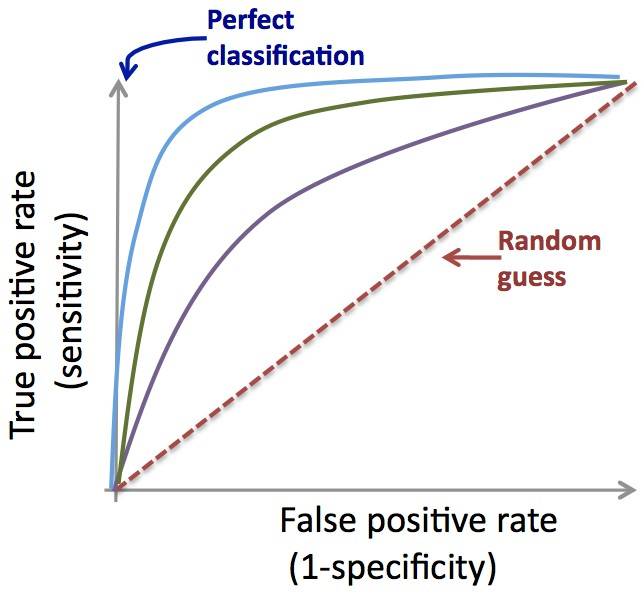 Perfect
classification
True positive rate
(sensitivity)
Random
guess
False positive rate
(1-specificity)